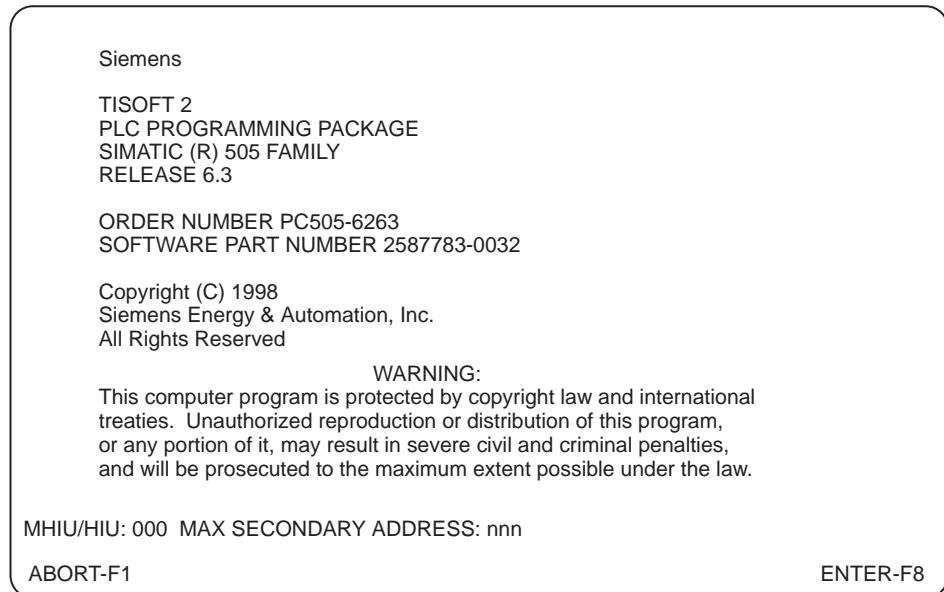 Siemens
TISOFT 2
PLC PROGRAMMING PACKAGE
SIMATIC (R) 505 FAMILY
RELEASE 6.3
ORDER NUMBER PC505-6263
SOFTWARE PART NUMBER 2587783-0032
Copyright (C) 1998
Siemens Energy & Automation, Inc.
All Rights Reserved
WARNING:
This computer program is protected by copyright law and international
treaties.  Unauthorized reproduction or distribution of this program,
or any portion of it, may result in severe civil and criminal penalties,
and will be prosecuted to the maximum extent possible under the law.
MHIU/HIU: 000  MAX SECONDARY ADDRESS: nnn
ABORT-F1 ENTER-F8